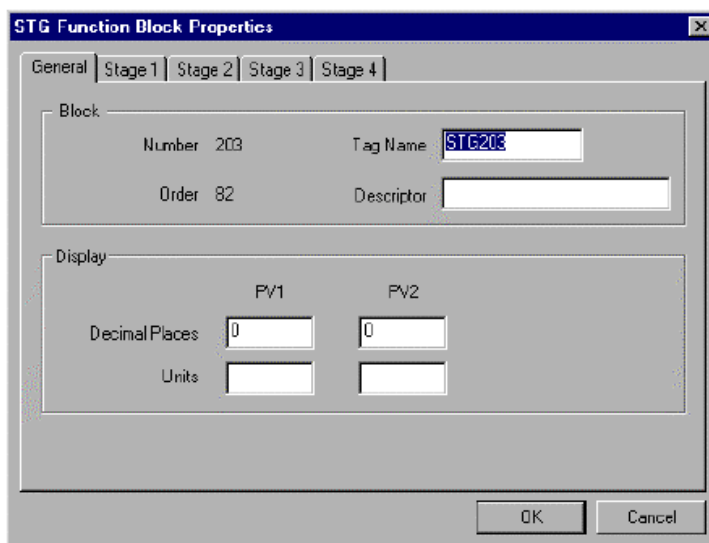 STG Function Block Properties
General Stage 1 Stage 2 Stage 3 Stage 4
Block
Number 203 Tag Name STG203
Order 82 Descriptor
Display
PV1 PV2
Decimal Places 0 0
Units
OK Cancel